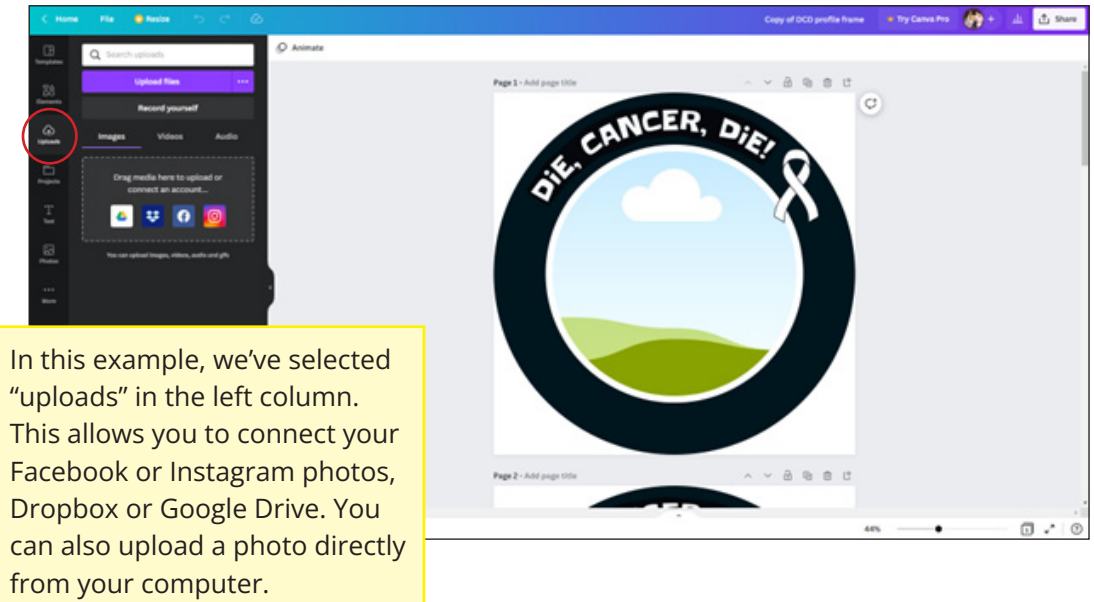 Home File Resize Copy of DCD profile frame Try Canva Pro + Share
Templates
Elements
Uploads
Projects
Text
Photos
More
Search uploads
Upload files
Record yourself
Images Videos Audio
Drag media here to upload or
connect an account...
You can upload images, videos, audio and gifs
Animate
Page 1 - Add page title
DiE, CANCER, DiE!
Page 2 - Add page title
44%
In this example, we’ve selected
“uploads” in the left column.
This allows you to connect your
Facebook or Instagram photos,
Dropbox or Google Drive. You
can also upload a photo directly
from your computer.